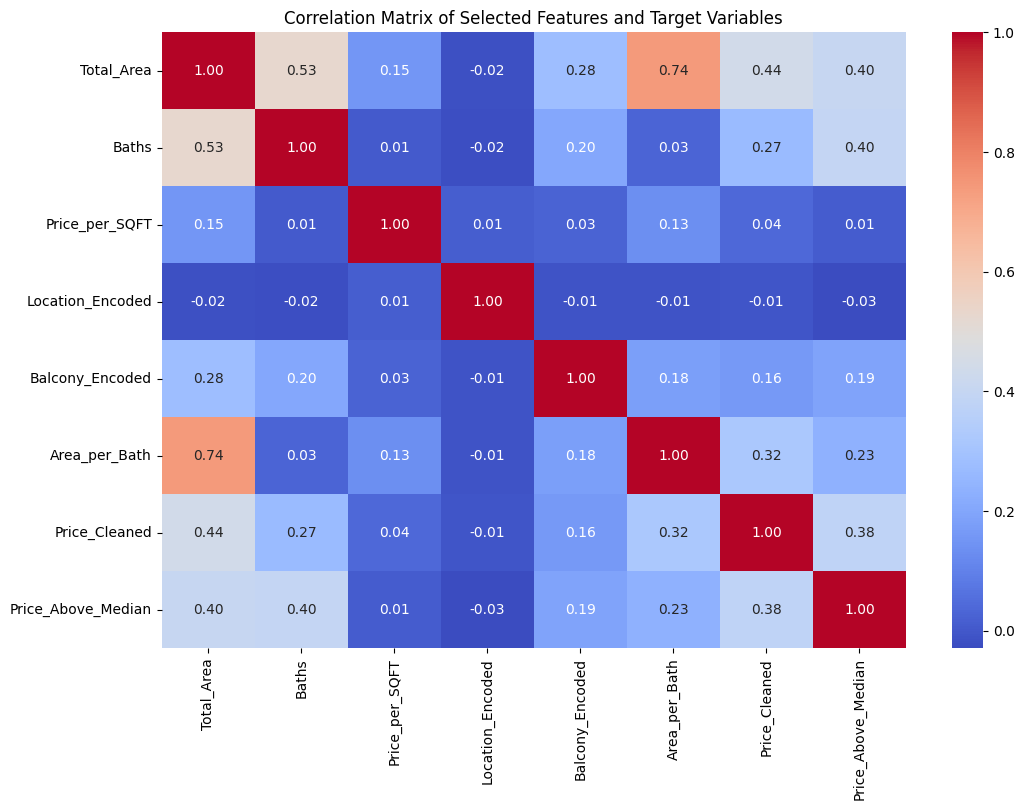 Correlation Matrix of Selected Features and Target Variables
Total_Area 1.00 0.53 0.15 -0.02 0.28 0.74 0.44 0.40
Baths 0.53 1.00 0.01 -0.02 0.20 0.03 0.27 0.40
Price_per_SQFT 0.15 0.01 1.00 0.01 0.03 0.13 0.04 0.01
Location_Encoded -0.02 -0.02 0.01 1.00 -0.01 -0.01 -0.01 -0.03
Balcony_Encoded 0.28 0.20 0.03 -0.01 1.00 0.18 0.16 0.19
Area_per_Bath 0.74 0.03 0.13 -0.01 0.18 1.00 0.32 0.23
Price_Cleaned 0.44 0.27 0.04 -0.01 0.16 0.32 1.00 0.38
Price_Above_Median 0.40 0.40 0.01 -0.03 0.19 0.23 0.38 1.00
Total_Area
Baths
Price_per_SQFT
Location_Encoded
Balcony_Encoded
Area_per_Bath
Price_Cleaned
Price_Above_Median
1.0
0.8
0.6
0.4
0.2
0.0